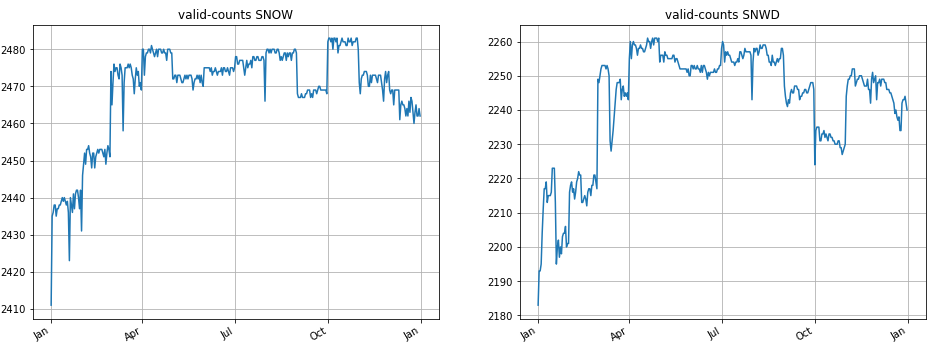 valid-counts SNOW
2480
2470
2460
2450
2440
2430
2420
2410
Jan
Apr
Jul
Oct
Jan
valid-counts SNWD
2260
2250
2240
2230
2220
2210
2200
2190
2180
Jan
Apr
Jul
Oct
Jan